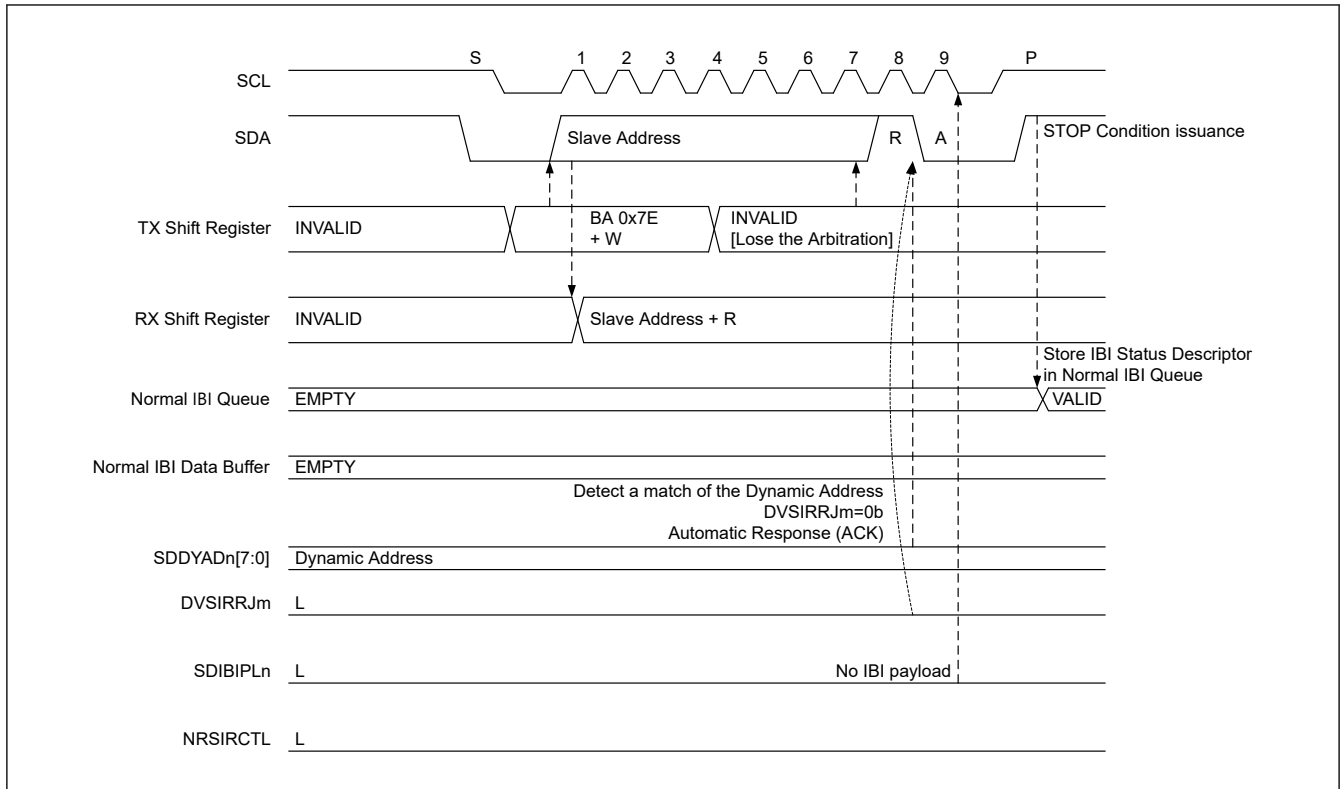 S 1 2 3 4 5 6 7 8 9 P
SCL
SDA Slave Address R A STOP Condition issuance
TX Shift Register INVALID BA 0x7E INVALID
+ W [Lose the Arbitration]
RX Shift Register INVALID Slave Address + R
Store IBI Status Descriptor
in Normal IBI Queue
Normal IBI Queue EMPTY VALID
Normal IBI Data Buffer EMPTY
Detect a match of the Dynamic Address
DVSIRRJm=0b
Automatic Response (ACK)
SDDYADn[7:0] Dynamic Address
DVSIRRJm L
SDIBIPLn L No IBI payload
NRSIRCTL L